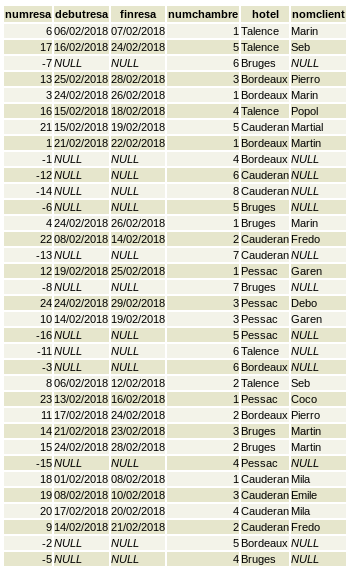 numresa debutresa finresa numchambre hotel nomclient
6 06/02/2018 07/02/2018 1 Talence Marin
17 16/02/2018 24/02/2018 5 Talence Seb
-7 NULL NULL 6 Bruges NULL
13 25/02/2018 28/02/2018 3 Bordeaux Pierro
3 24/02/2018 26/02/2018 1 Bordeaux Marin
16 15/02/2018 18/02/2018 4 Talence Popol
21 15/02/2018 19/02/2018 5 Cauderan Martial
1 21/02/2018 22/02/2018 1 Bordeaux Martin
-1 NULL NULL 4 Bordeaux NULL
-12 NULL NULL 6 Cauderan NULL
-14 NULL NULL 8 Cauderan NULL
-6 NULL NULL 5 Bruges NULL
4 24/02/2018 26/02/2018 1 Bruges Marin
22 08/02/2018 14/02/2018 2 Cauderan Fredo
-13 NULL NULL 7 Cauderan NULL
12 19/02/2018 25/02/2018 1 Pessac Garen
-8 NULL NULL 7 Bruges NULL
24 24/02/2018 29/02/2018 3 Pessac Debo
10 14/02/2018 19/02/2018 3 Pessac Garen
-16 NULL NULL 5 Pessac NULL
-11 NULL NULL 6 Talence NULL
-3 NULL NULL 6 Bordeaux NULL
8 06/02/2018 12/02/2018 2 Talence Seb
23 13/02/2018 16/02/2018 1 Pessac Coco
11 17/02/2018 24/02/2018 2 Bordeaux Pierro
14 21/02/2018 23/02/2018 3 Bruges Martin
15 24/02/2018 28/02/2018 2 Bruges Martin
-15 NULL NULL 4 Pessac NULL
18 01/02/2018 08/02/2018 1 Cauderan Mila
19 08/02/2018 10/02/2018 3 Cauderan Emile
20 17/02/2018 20/02/2018 4 Cauderan Mila
9 14/02/2018 21/02/2018 2 Cauderan Fredo
-2 NULL NULL 5 Bordeaux NULL
-5 NULL NULL 4 Bruges NULL